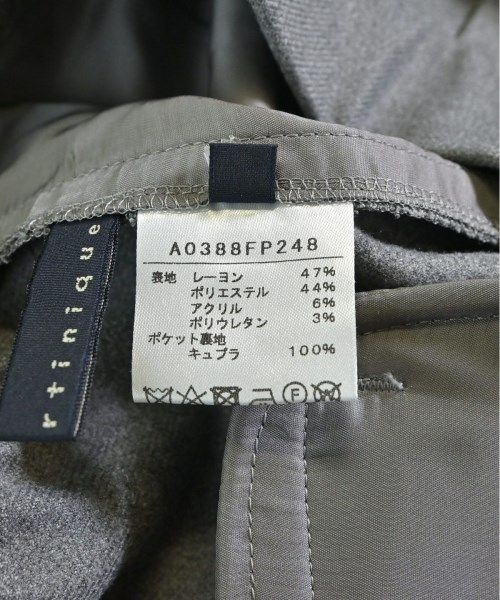 A0388FP248
表地 レーヨン 47%
ポリエステル 44%
アクリル 6%
ポリウレタン 3%
ポケット裏地
キュプラ 100%
F W
rtinique